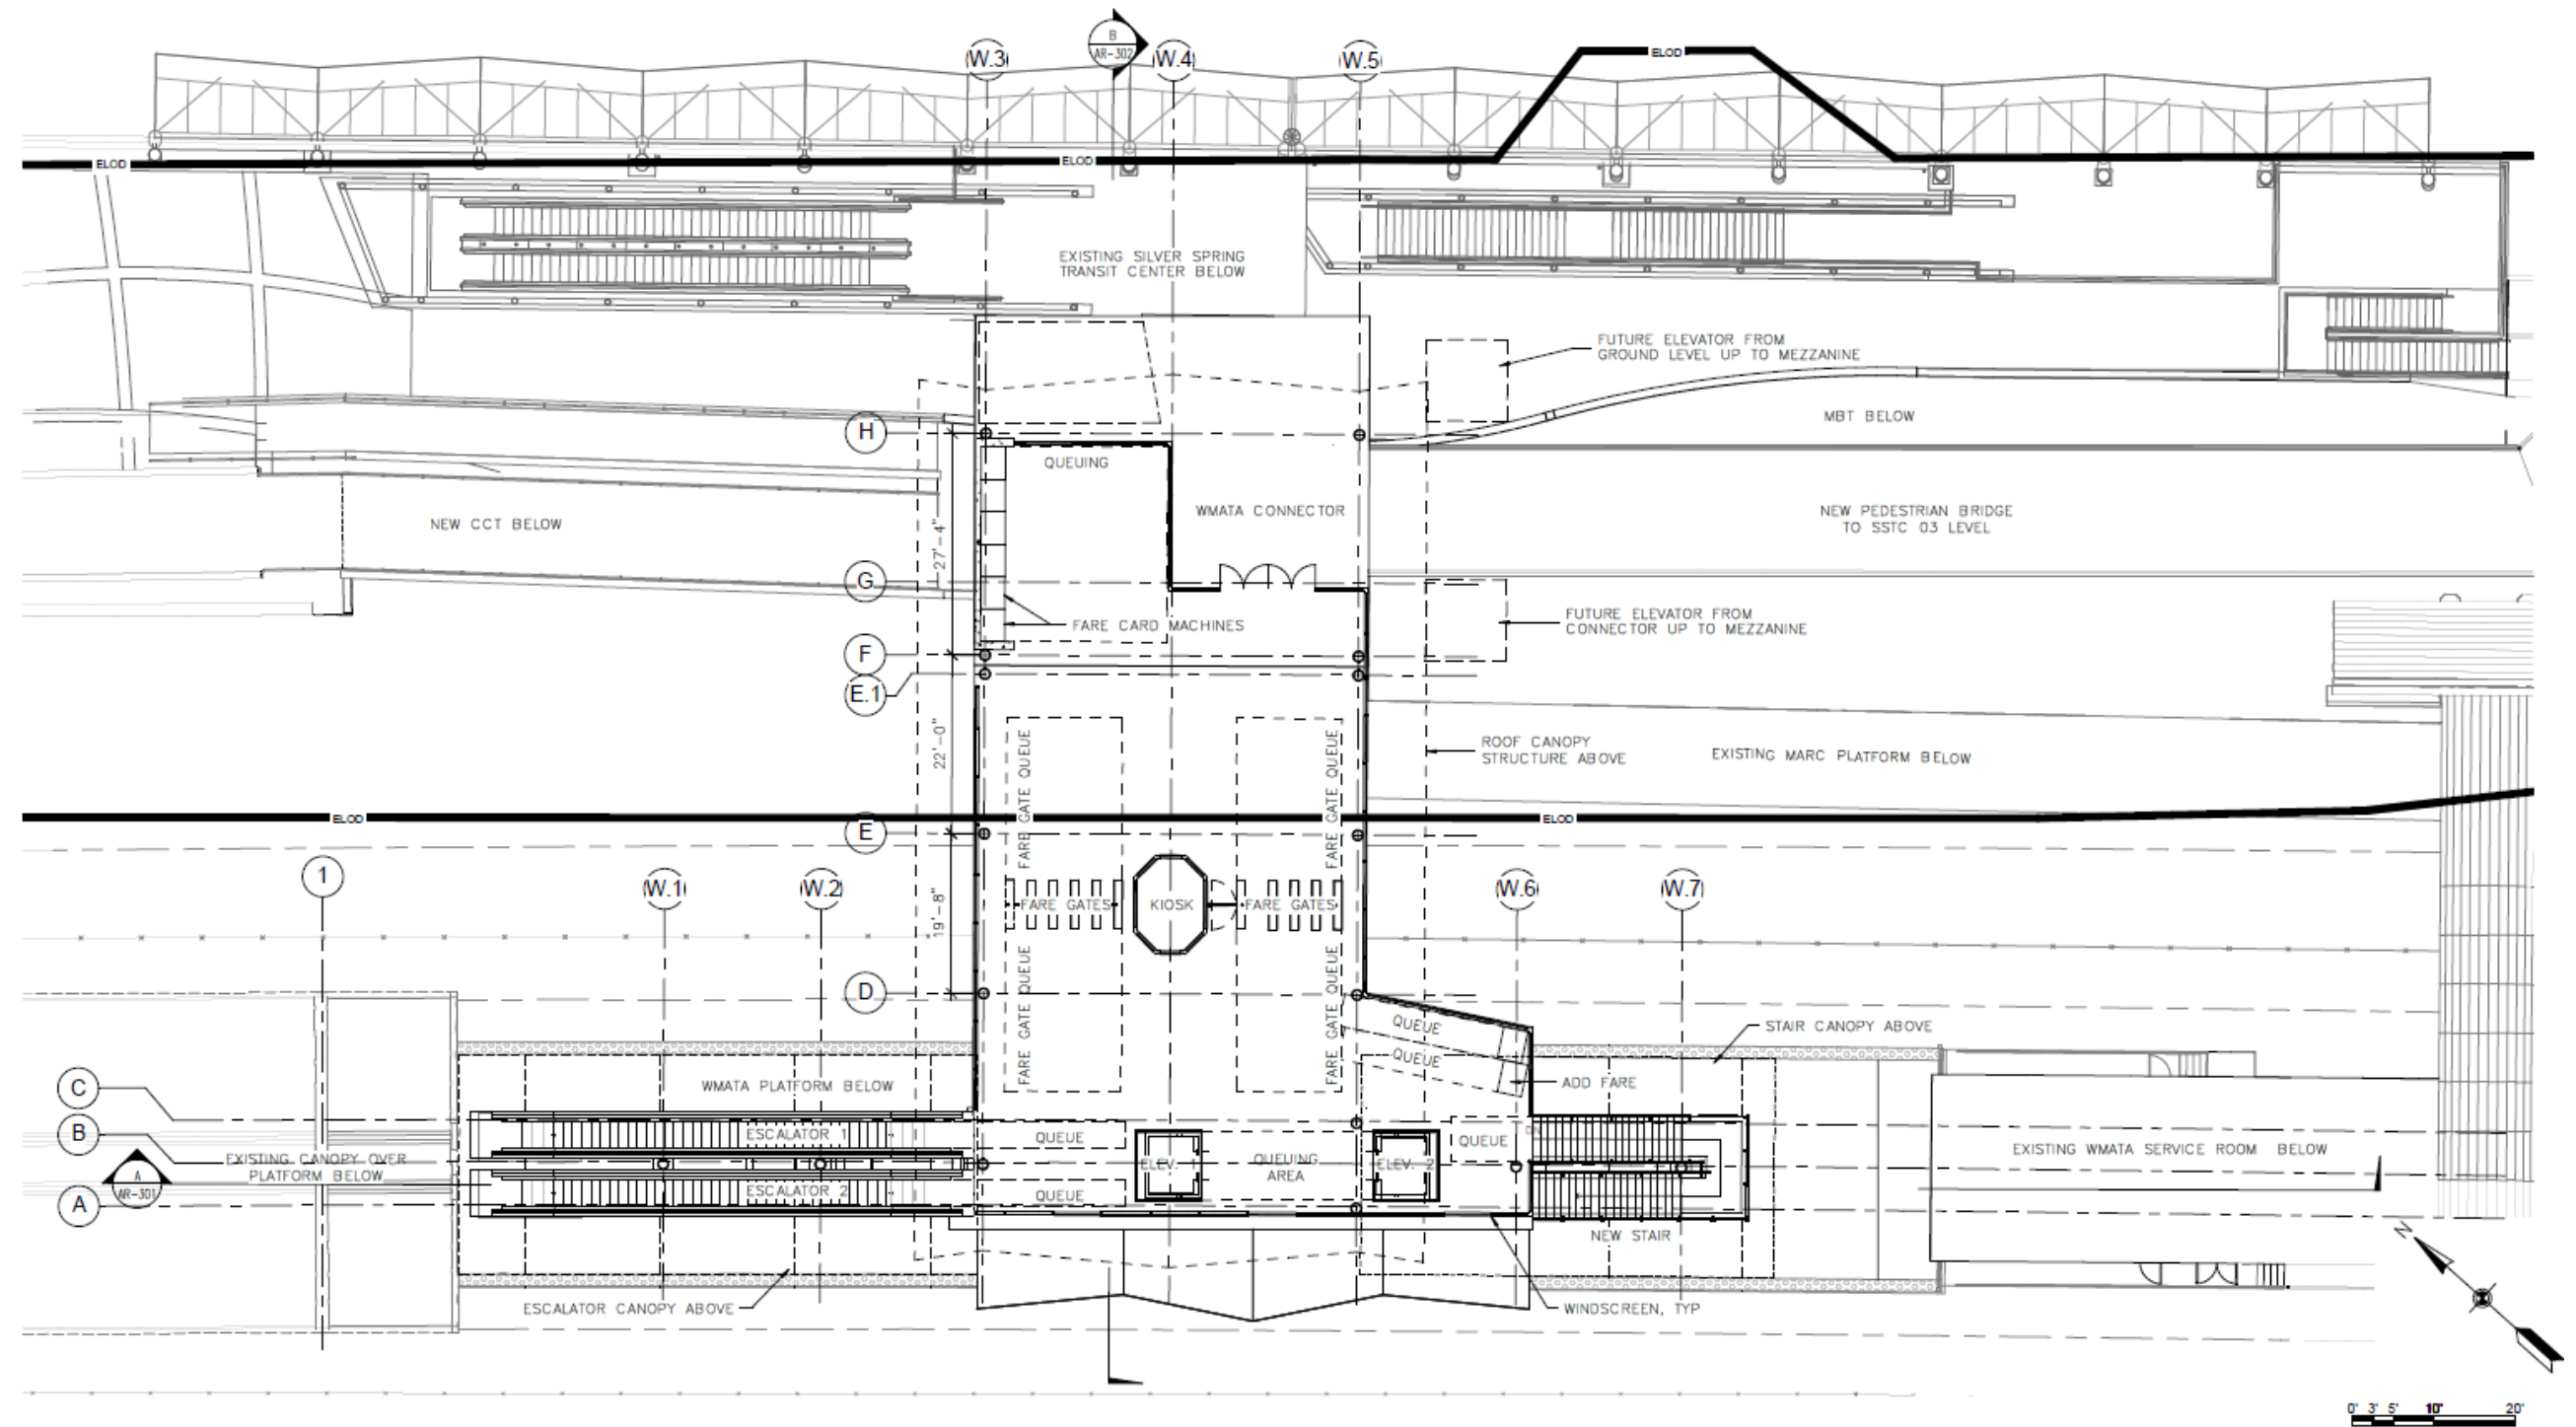 B
AR-302
W.3
W.4
W.5
ELOD
ELOD
ELOD
EXISTING SILVER SPRING
TRANSIT CENTER BELOW
FUTURE ELEVATOR FROM
GROUND LEVEL UP TO MEZZANINE
MBT BELOW
H
QUEUING
27'-4"
NEW CCT BELOW
WMATA CONNECTOR
NEW PEDESTRIAN BRIDGE
TO SSTC 03 LEVEL
G
FARE CARD MACHINES
FUTURE ELEVATOR FROM
CONNECTOR UP TO MEZZANINE
F
E.1
22'-0"
FARE GATE QUEUE
FARE GATE QUEUE
ROOF CANOPY
STRUCTURE ABOVE
EXISTING MARC PLATFORM BELOW
ELOD
ELOD
E
1
W.1
W.2
19'-8"
FARE GATES
KIOSK
FARE GATES
W.6
W.7
D
FARE GATE QUEUE
FARE GATE QUEUE
QUEUE
QUEUE
STAIR CANOPY ABOVE
ADD FARE
C
WMATA PLATFORM BELOW
B
ESCALATOR 1
QUEUE
QUEUE
DN
EXISTING CANOPY OVER
PLATFORM BELOW
A
AR-301
ELEV. 1
QUEUING
AREA
ELEV. 2
EXISTING WMATA SERVICE ROOM BELOW
A
ESCALATOR 2
QUEUE
NEW STAIR
N
ESCALATOR CANOPY ABOVE
WINDSCREEN, TYP
0' 3' 5' 10' 20'